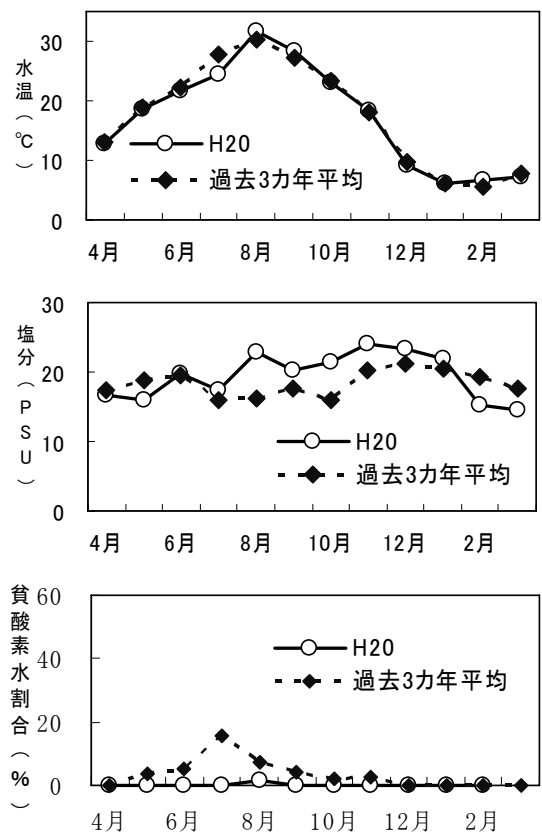 水温(℃)
30
20
10
0
H20
過去3カ年平均
4月 6月 8月 10月 12月 2月
塩分(PSU)
30
20
10
0
H20
過去3カ年平均
4月 6月 8月 10月 12月 2月
貧酸素水割合(%)
60
40
20
0
H20
過去3カ年平均
4月 6月 8月 10月 12月 2月